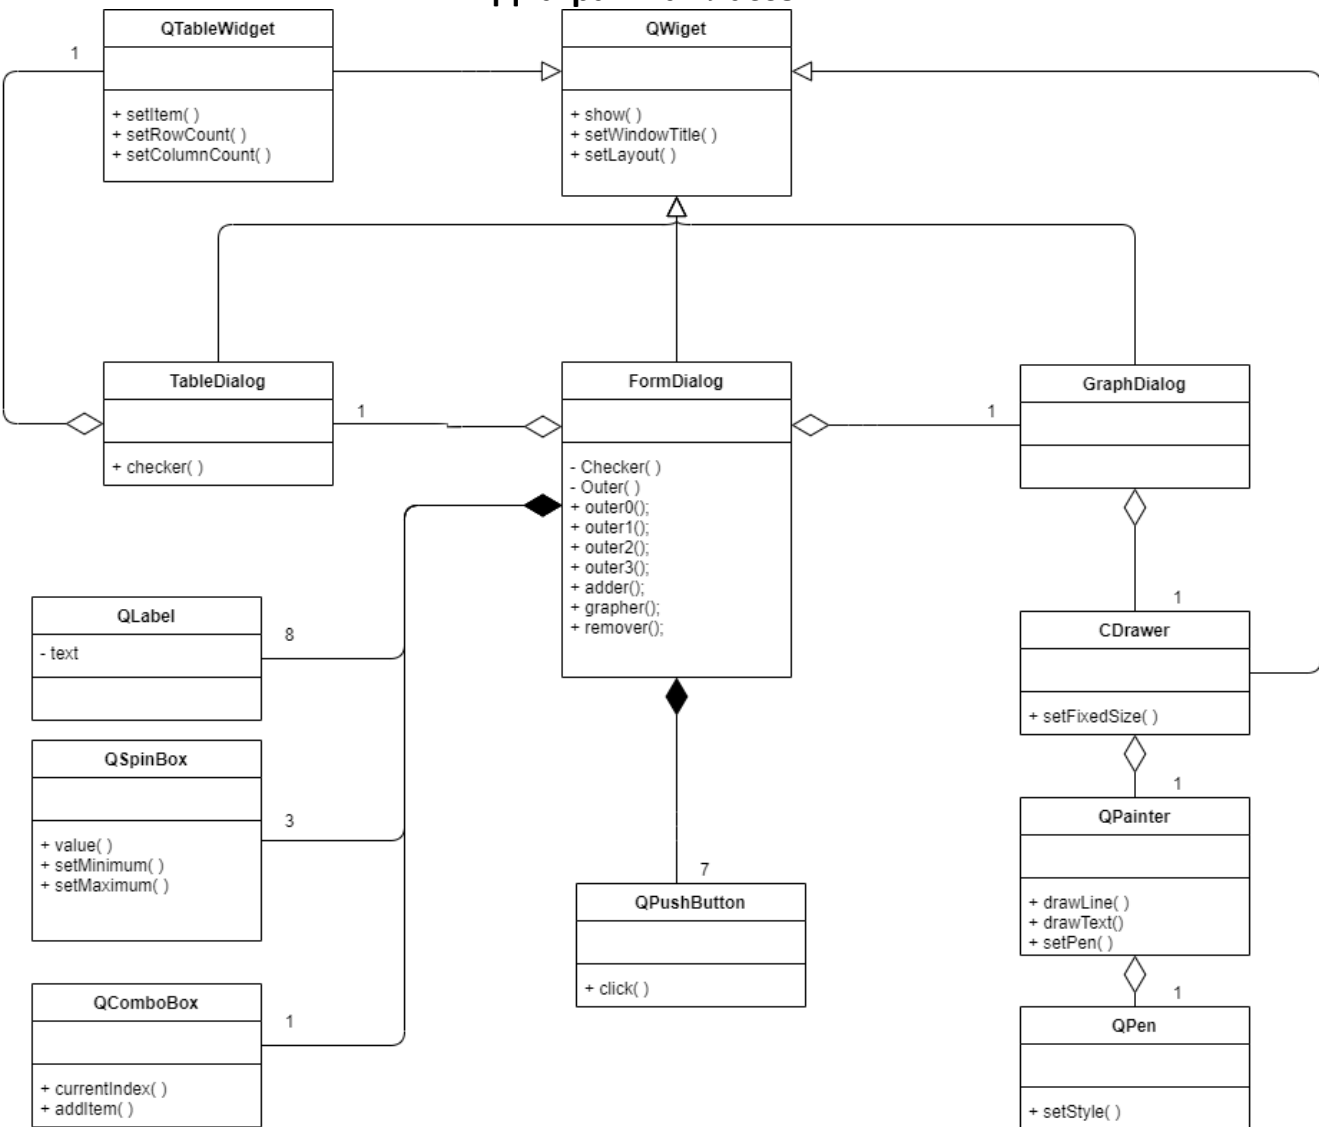 QTableWidget
1
+ setItem( )
+ setRowCount( )
+ setColumnCount( )
QWiget
+ show( )
+ setWindowTitle( )
+ setLayout( )
TableDialog
+ checker( )
1
FormDialog
- Checker( )
- Outer( )
+ outer0();
+ outer1();
+ outer2();
+ outer3();
+ adder();
+ grapher();
+ remover();
1
GraphDialog
QLabel
- text
8
1
CDrawer
+ setFixedSize( )
QSpinBox
+ value( )
+ setMinimum( )
+ setMaximum( )
3
1
QPainter
+ drawLine( )
+ drawText()
+ setPen( )
7
QPushButton
+ click( )
QComboBox
+ currentIndex( )
+ addItem( )
1
1
QPen
+ setStyle( )